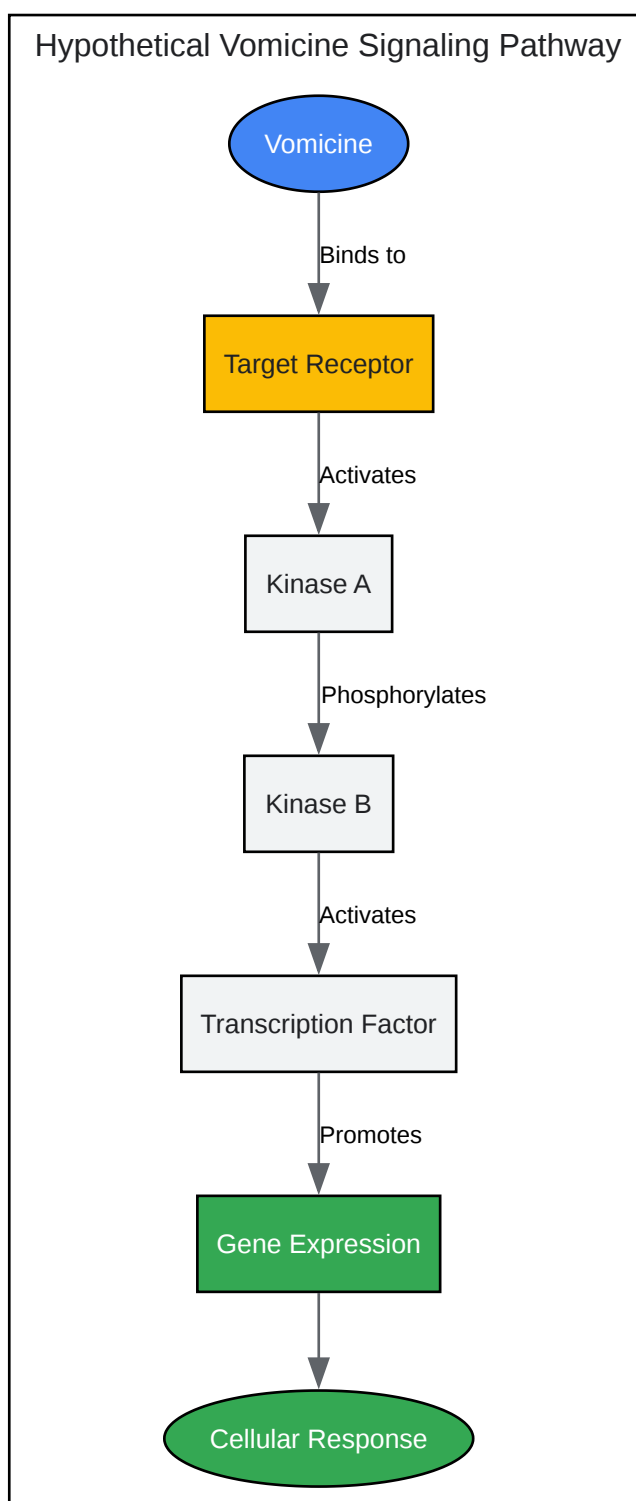 Hypothetical Vomicine Signaling Pathway
Vomicine
Binds to
Target Receptor
Activates
Kinase A
Phosphorylates
Kinase B
Activates
Transcription Factor
Promotes
Gene Expression
Cellular Response